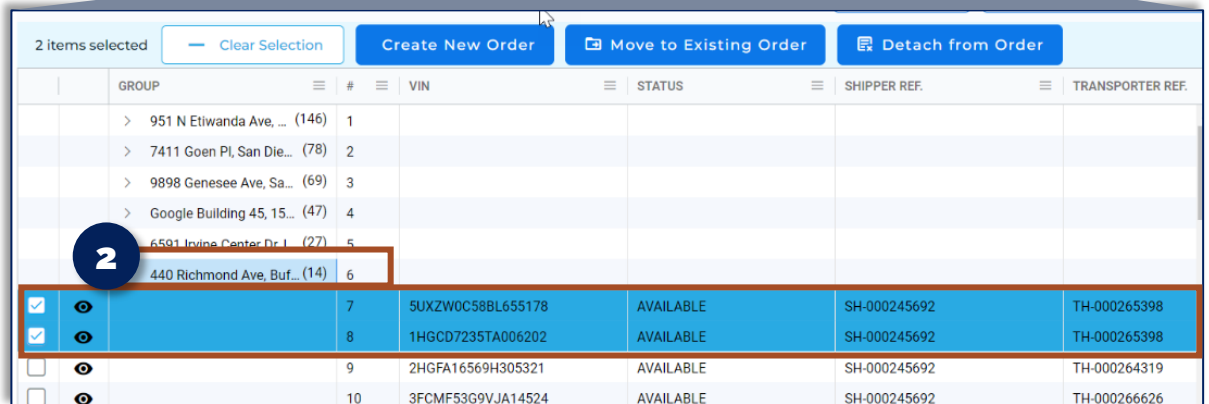 2 items selected — Clear Selection Create New Order Move to Existing Order Detach from Order
GROUP # VIN STATUS SHIPPER REF. TRANSPORTER REF.
951 N Etiwanda Ave, ... (146) 1
7411 Goen Pl, San Die... (78) 2
9898 Genesee Ave, Sa... (69) 3
Google Building 45, 15... (47) 4
6591 Irvine Center Dr, I... (27) 5
2
440 Richmond Ave, Buf... (14) 6
7 5UXZW0C58BL655178 AVAILABLE SH-000245692 TH-000265398
8 1HGCD7235TA006202 AVAILABLE SH-000245692 TH-000265398
9 2HGFA16569H305321 AVAILABLE SH-000245692 TH-000264319
10 3FCMF53G9VJA14524 AVAILABLE SH-000245692 TH-000266626